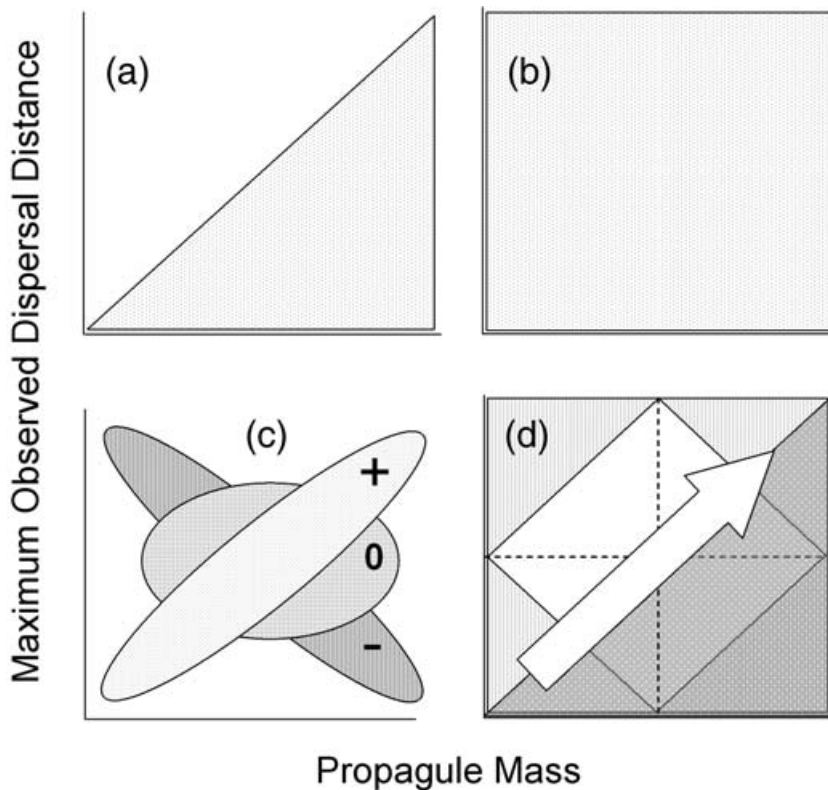 Maximum Observed Dispersal Distance
(a)
(b)
(c)
+
0
-
(d)
Propagule Mass